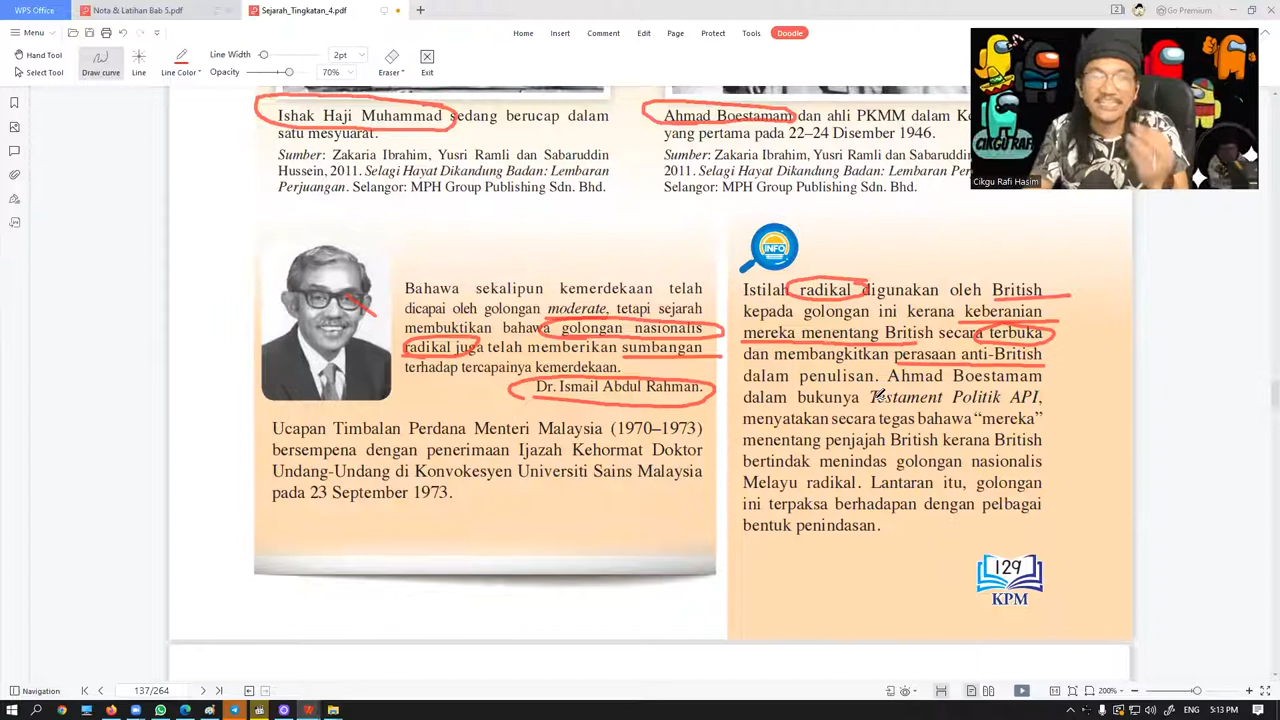 WPS Office
Nota & Latihan Bab 5.pdf
Sejarah_Tingkatan_4.pdf
Menu
Home
Insert
Comment
Edit
Page
Protect
Tools
Doodle
Hand Tool
Select Tool
Draw curve
Line
Line Color
Line Width
2pt
Opacity
70%
Eraser
Exit
CIKGU RAFI
Cikgu Rafi Hasim
Ishak Haji Muhammad sedang berucap dalam
satu mesyuarat.
Sumber: Zakaria Ibrahim, Yusri Ramli dan Sabaruddin
Hussein, 2011. Selagi Hayat Dikandung Badan: Lembaran
Perjuangan. Selangor: MPH Group Publishing Sdn. Bhd.
Ahmad Boestamam dan ahli PKMM dalam
yang pertama pada 22–24 Disember 1946.
Sumber: Zakaria Ibrahim, Yusri Ramli dan Sabaruddin
2011. Selagi Hayat Dikandung Badan: Lembaran
Selangor: MPH Group Publishing Sdn. Bhd.
Bahawa sekalipun kemerdekaan telah
dicapai oleh golongan moderate, tetapi sejarah
membuktikan bahawa golongan nasionalis
radikal juga telah memberikan sumbangan
terhadap tercapainya kemerdekaan.
Dr. Ismail Abdul Rahman.
Ucapan Timbalan Perdana Menteri Malaysia (1970–1973)
bersempena dengan penerimaan Ijazah Kehormat Doktor
Undang-Undang di Konvokesyen Universiti Sains Malaysia
pada 23 September 1973.
INFO
Istilah radikal digunakan oleh British
kepada golongan ini kerana keberanian
mereka menentang British secara terbuka
dan membangkitkan perasaan anti-British
dalam penulisan. Ahmad Boestamam
dalam bukunya Testament Politik API,
menyatakan secara tegas bahawa “mereka”
menentang penjajah British kerana British
bertindak menindas golongan nasionalis
Melayu radikal. Lantaran itu, golongan
ini terpaksa berhadapan dengan pelbagai
bentuk penindasan.
129
KPM
Navigation
137/264
200%
ENG
5:13 PM